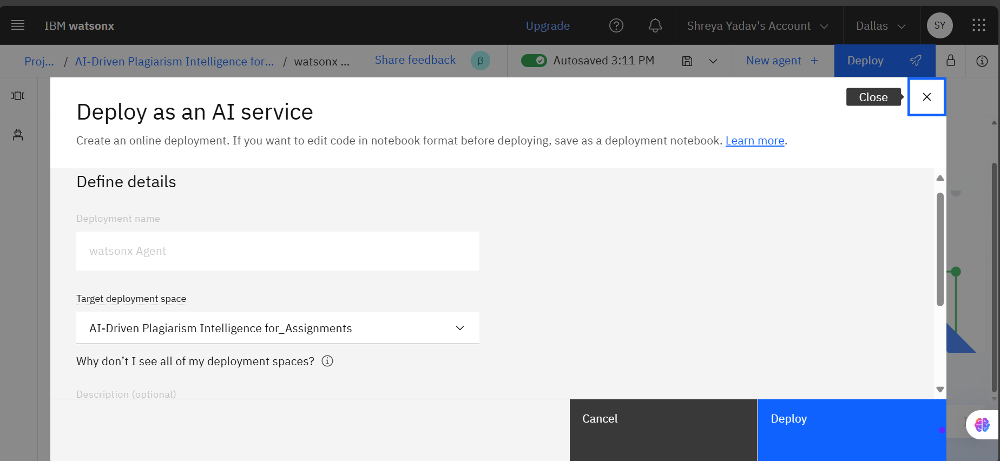 IBM watsonx
Upgrade
Shreya Yadav's Account
Dallas
SY
Proj... / AI-Driven Plagiarism Intelligence for... / watsonx ...
Share feedback
β
Autosaved 3:11 PM
New agent +
Deploy
Close
Deploy as an AI service
Create an online deployment. If you want to edit code in notebook format before deploying, save as a deployment notebook. Learn more.
Define details
Deployment name
watsonx Agent
Target deployment space
AI-Driven Plagiarism Intelligence for_Assignments
Why don’t I see all of my deployment spaces?
Description (optional)
Cancel
Deploy